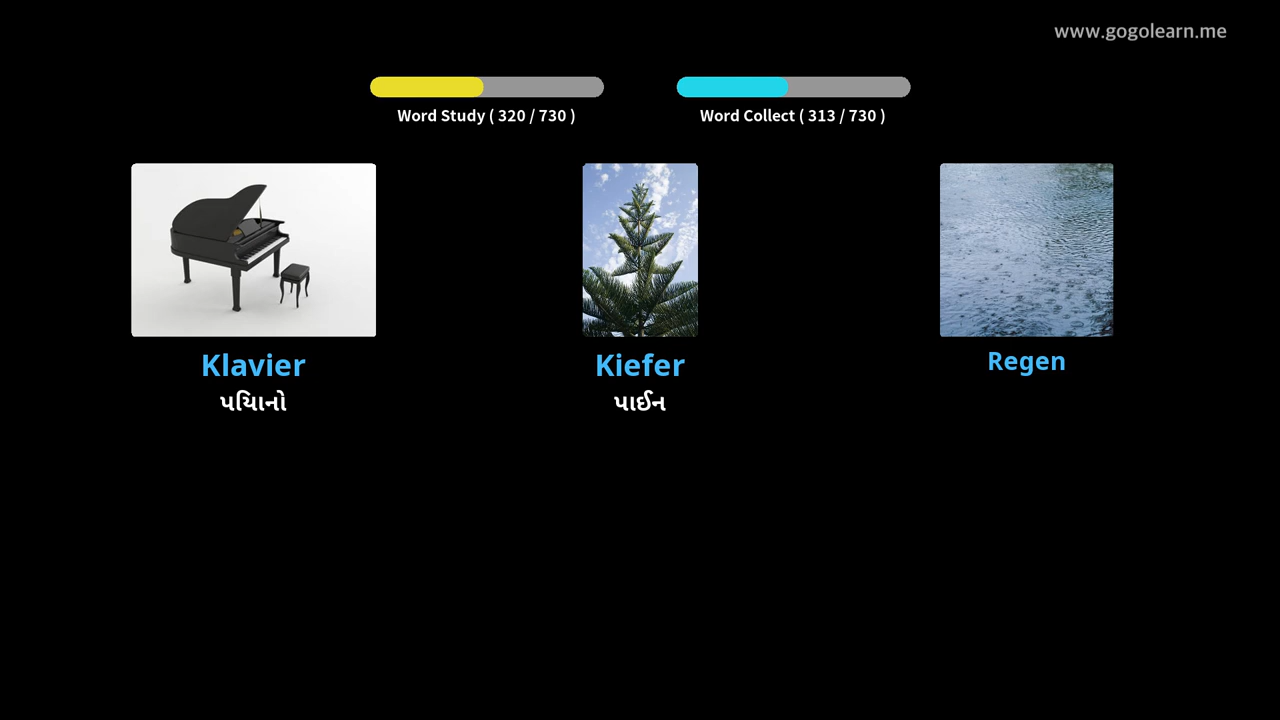 www.gogolearn.me
Word Study ( 320 / 730 )
Word Collect ( 313 / 730 )
Klavier
પિયાનો
Kiefer
પાઈન
Regen